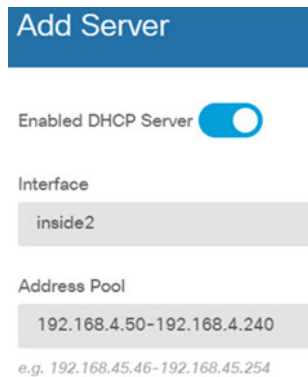 Add Server
Enabled DHCP Server
Interface
inside2
Address Pool
192.168.4.50-192.168.4.240
e.g. 192.168.45.46-192.168.45.254